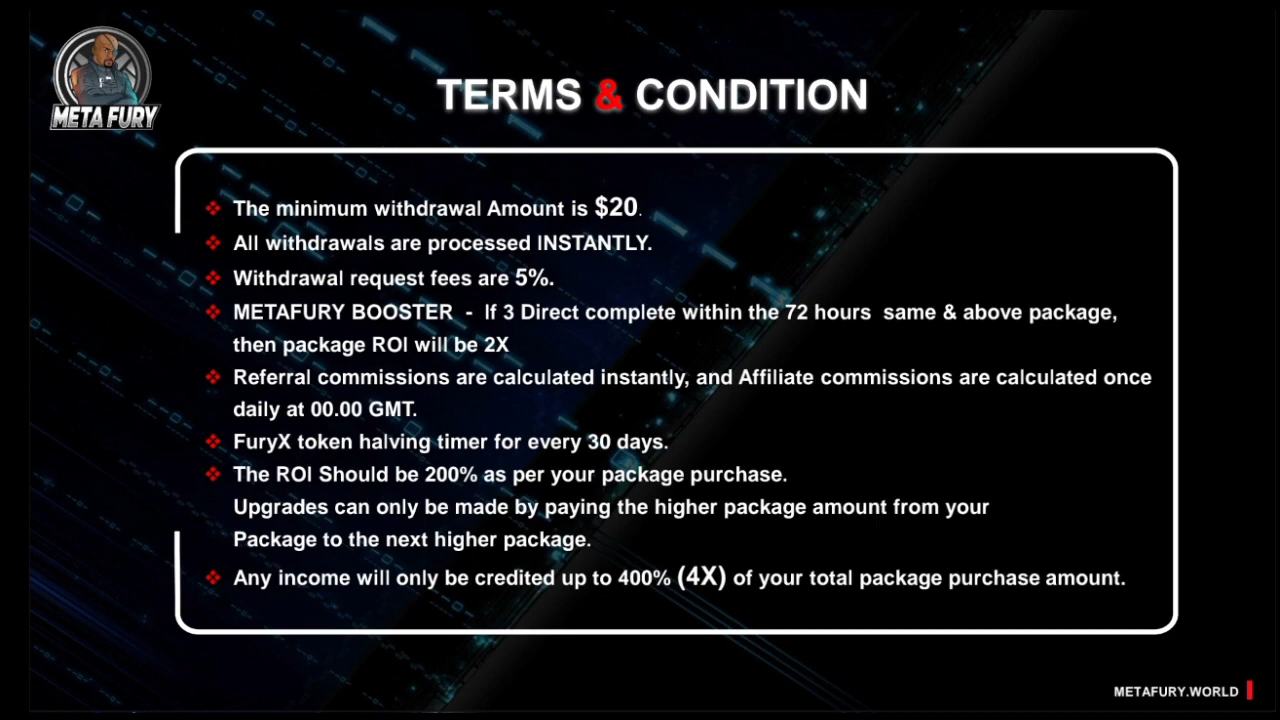 META FURY
TERMS & CONDITION
❖ The minimum withdrawal Amount is $20.
❖ All withdrawals are processed INSTANTLY.
❖ Withdrawal request fees are 5%.
❖ METAFURY BOOSTER - If 3 Direct complete within the 72 hours same & above package,
then package ROI will be 2X
❖ Referral commissions are calculated instantly, and Affiliate commissions are calculated once
daily at 00.00 GMT.
❖ FuryX token halving timer for every 30 days.
❖ The ROI Should be 200% as per your package purchase.
Upgrades can only be made by paying the higher package amount from your
Package to the next higher package.
❖ Any income will only be credited up to 400% (4X) of your total package purchase amount.
METAFURY.WORLD